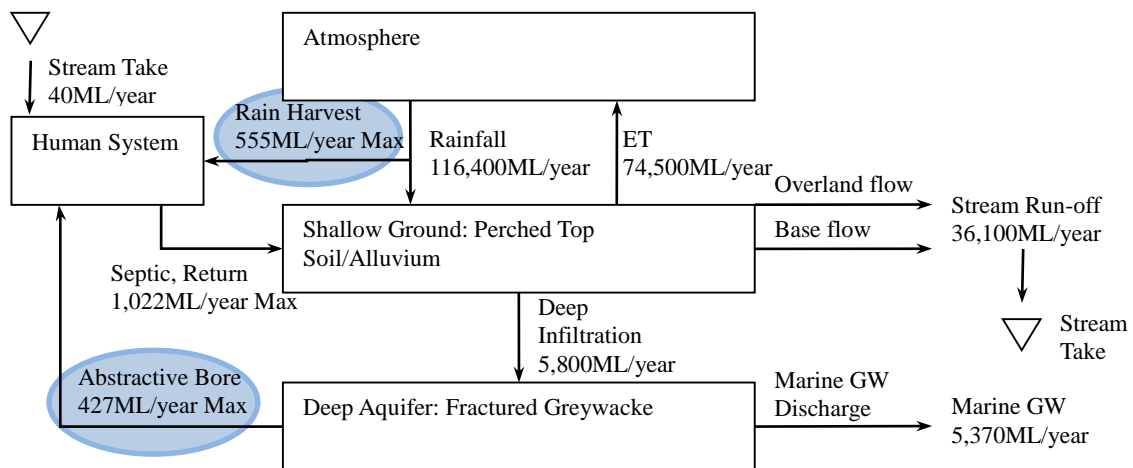 Atmosphere
Stream Take
40ML/year
Rain Harvest
555ML/year Max
Human System
Rainfall
116,400ML/year
ET
74,500ML/year
Overland flow
Stream Run-off
36,100ML/year
Base flow
Shallow Ground: Perched Top
Soil/Alluvium
Septic, Return
1,022ML/year Max
Deep
Infiltration
5,800ML/year
Stream
Take
Abstractive Bore
427ML/year Max
Deep Aquifer: Fractured Greywacke
Marine GW
Discharge
Marine GW
5,370ML/year